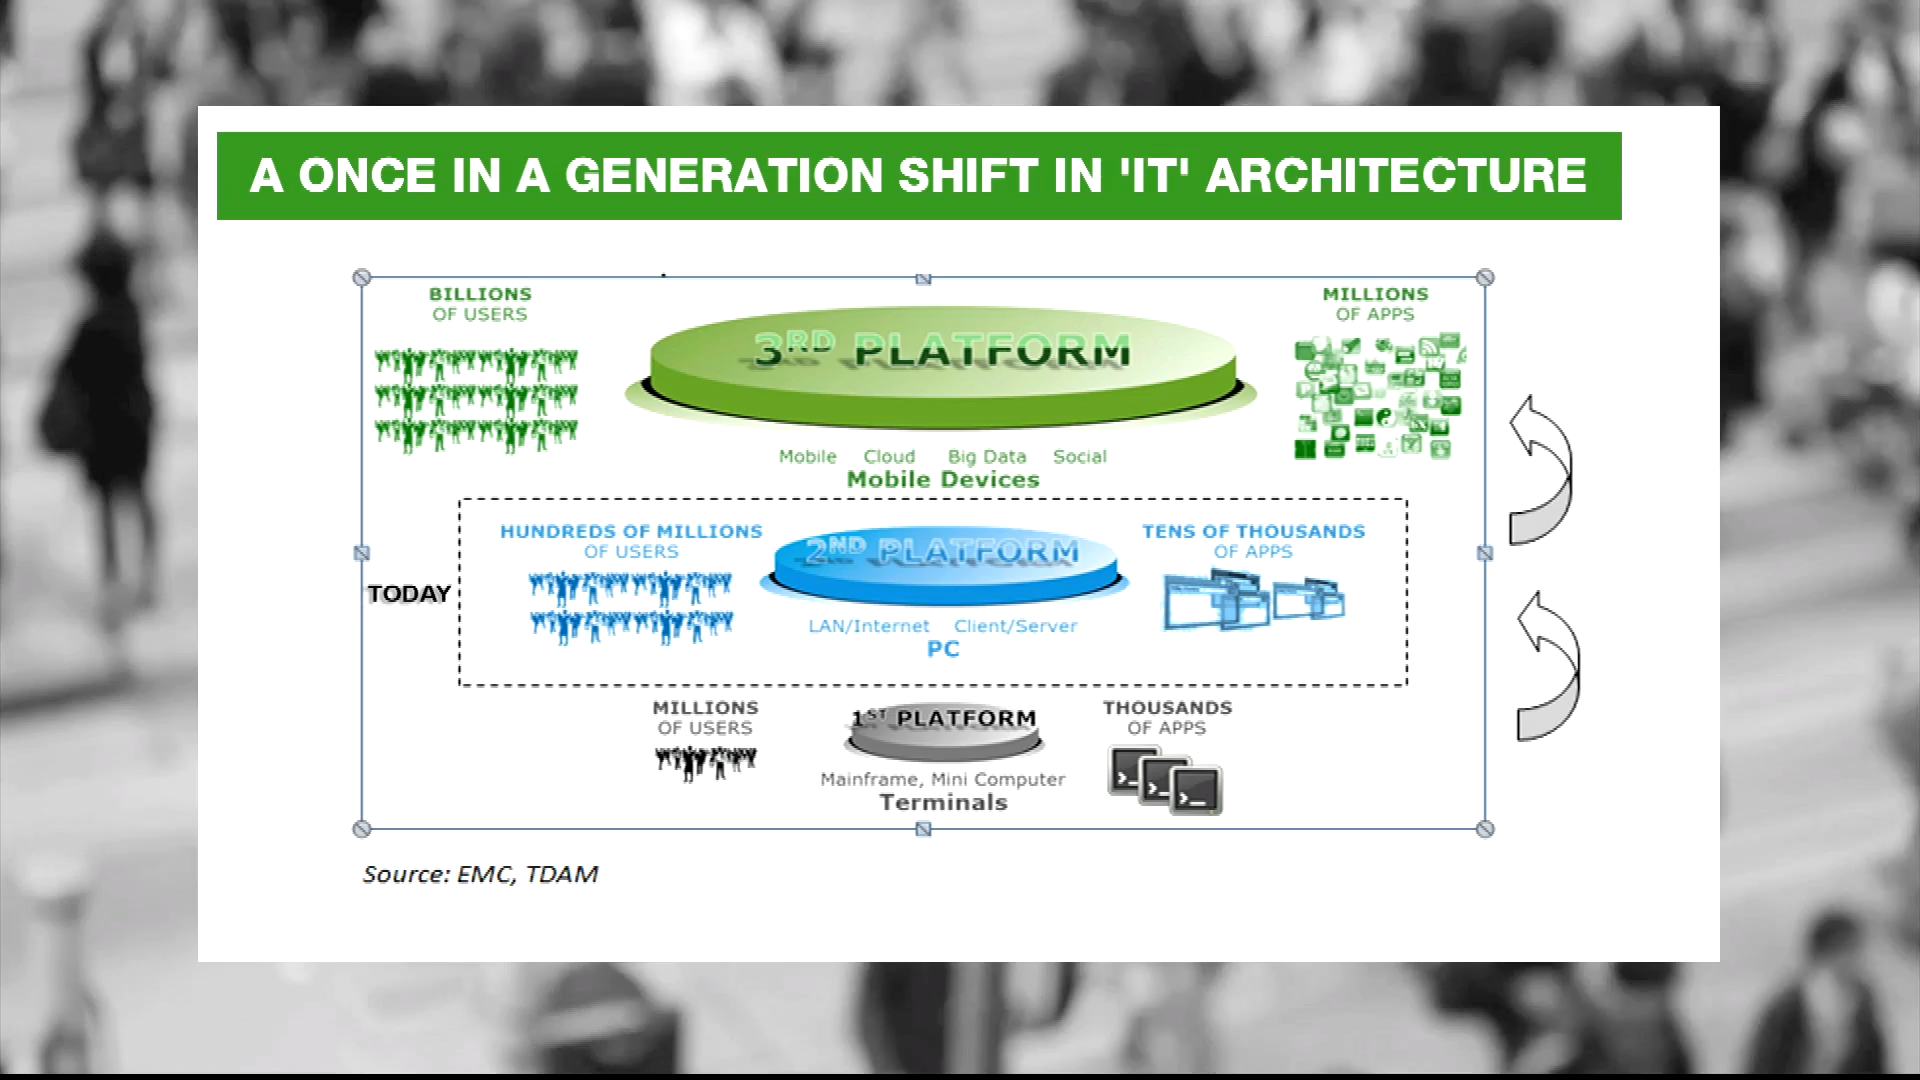 A ONCE IN A GENERATION SHIFT IN 'IT' ARCHITECTURE
BILLIONS
OF USERS
3RD PLATFORM
MILLIONS
OF APPS
Mobile Cloud Big Data Social
Mobile Devices
TODAY
HUNDREDS OF MILLIONS
OF USERS
2ND PLATFORM
TENS OF THOUSANDS
OF APPS
LAN/Internet Client/Server
PC
MILLIONS
OF USERS
1ST PLATFORM
THOUSANDS
OF APPS
Mainframe, Mini Computer
Terminals
Source: EMC, TDAM